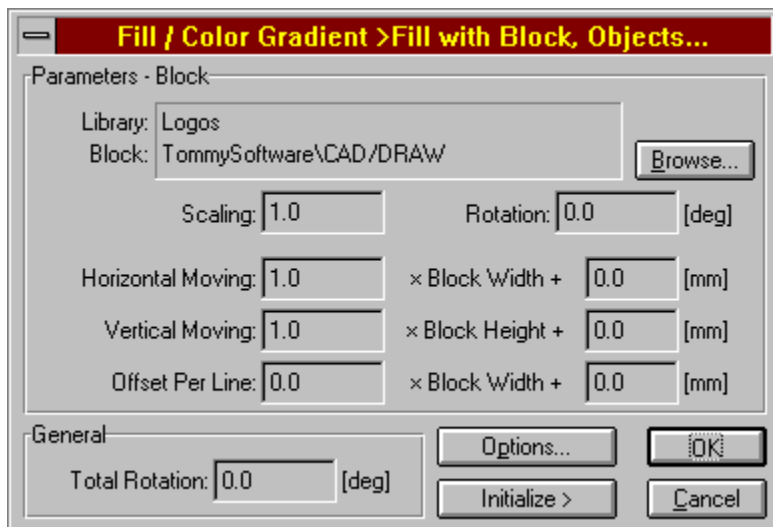 Fill / Color Gradient >Fill with Block, Objects...
Parameters - Block
Library: Logos
Block: TommySoftware\CAD/DRAW
Browse...
Scaling: 1.0 Rotation: 0.0 [deg]
Horizontal Moving: 1.0 × Block Width + 0.0 [mm]
Vertical Moving: 1.0 × Block Height + 0.0 [mm]
Offset Per Line: 0.0 × Block Width + 0.0 [mm]
General
Total Rotation: 0.0 [deg]
Options... OK
Initialize > Cancel